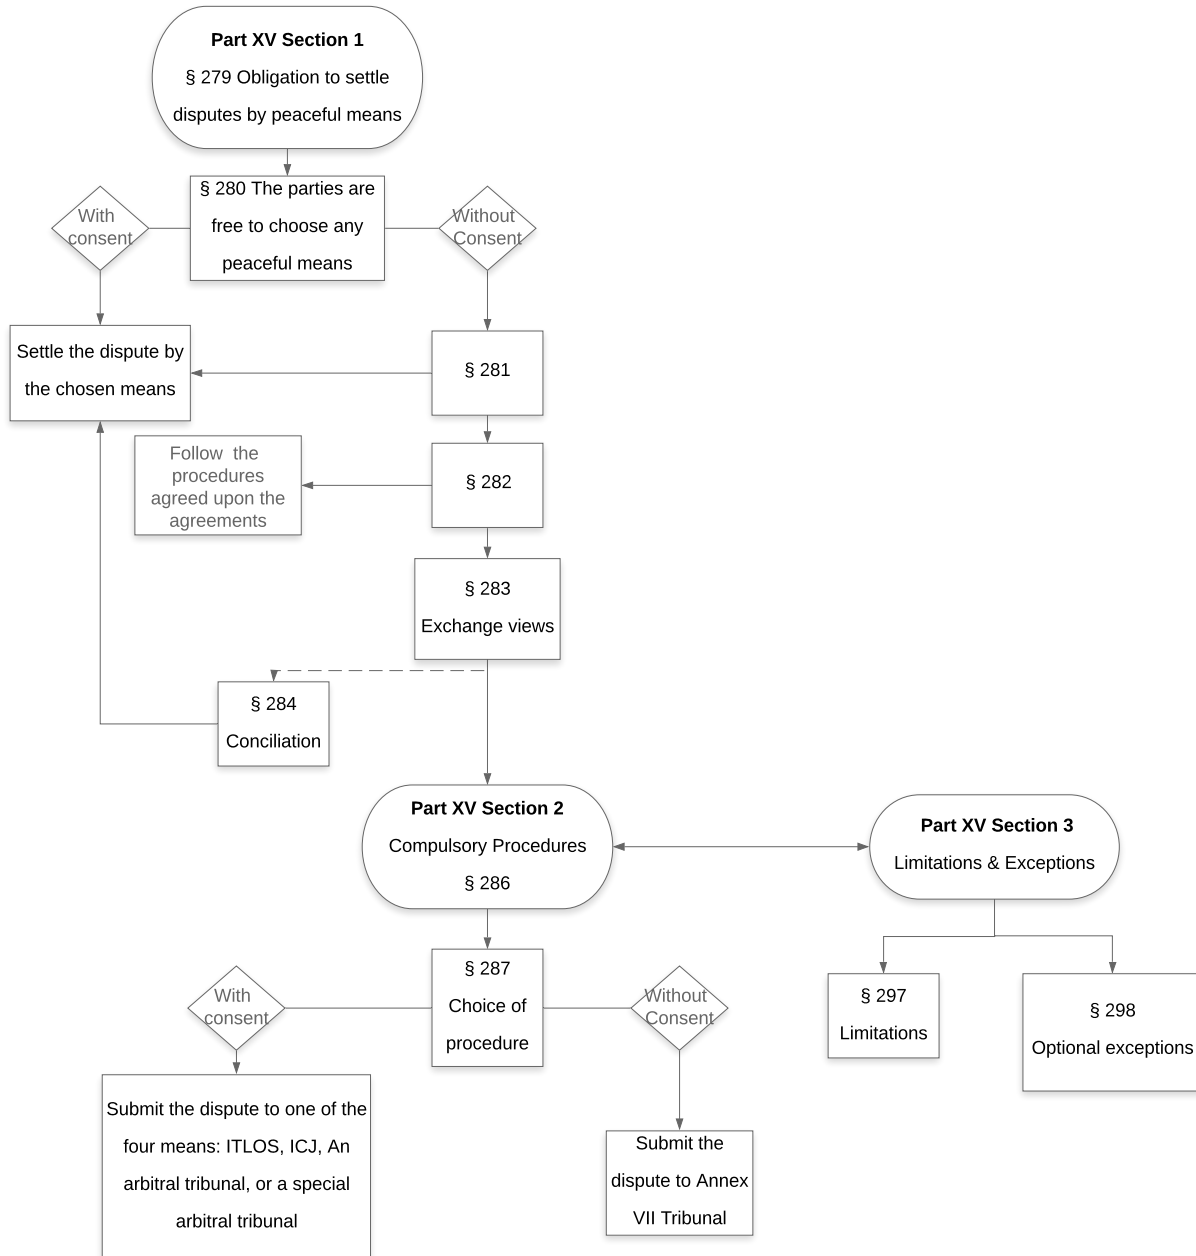 Part XV Section 1
§ 279 Obligation to settle
disputes by peaceful means
§ 280 The parties are
free to choose any
peaceful means
With
consent
Without
Consent
Settle the dispute by
the chosen means
§ 281
Follow the
procedures
agreed upon the
agreements
§ 282
§ 283
Exchange views
§ 284
Conciliation
Part XV Section 2
Compulsory Procedures
§ 286
Part XV Section 3
Limitations & Exceptions
§ 287
Choice of
procedure
With
consent
Without
Consent
§ 297
Limitations
§ 298
Optional exceptions
Submit the dispute to one of the
four means: ITLOS, ICJ, An
arbitral tribunal, or a special
arbitral tribunal
Submit the
dispute to Annex
VII Tribunal